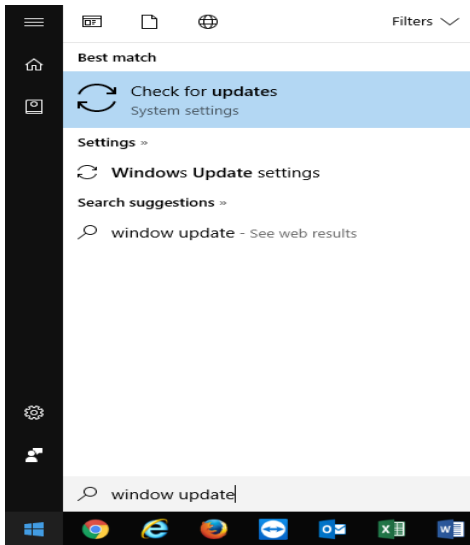 Filters
Best match
Check for updates
System settings
Settings »
Windows Update settings
Search suggestions »
window update - See web results
window update